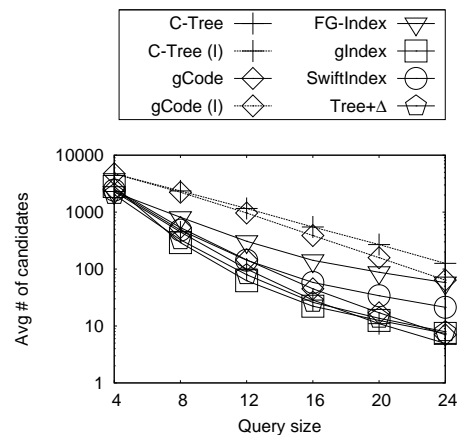 C-Tree
C-Tree (I)
gCode
gCode (I)
FG-Index
gIndex
SwiftIndex
Tree+Δ
Avg # of candidates
10000
1000
100
10
1
4 8 12 16 20 24
Query size